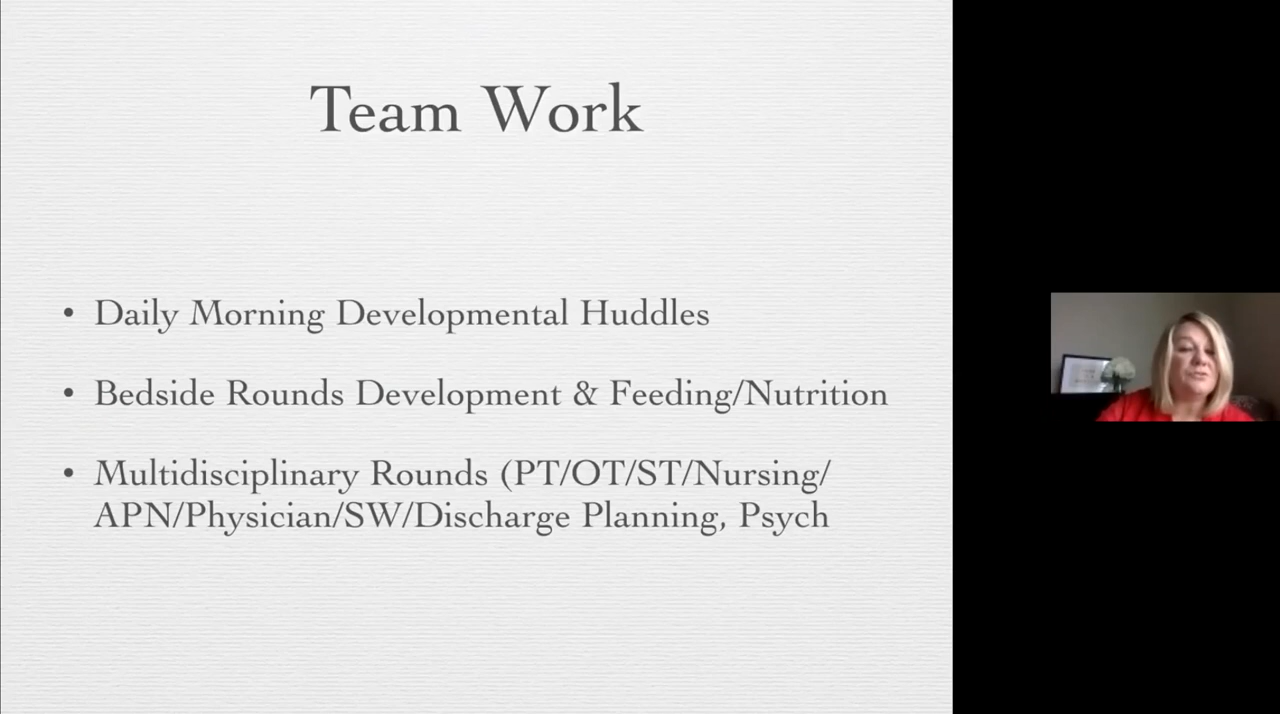 Team Work
• Daily Morning Developmental Huddles
• Bedside Rounds Development & Feeding/Nutrition
• Multidisciplinary Rounds (PT/OT/ST/Nursing/
APN/Physician/SW/Discharge Planning, Psych